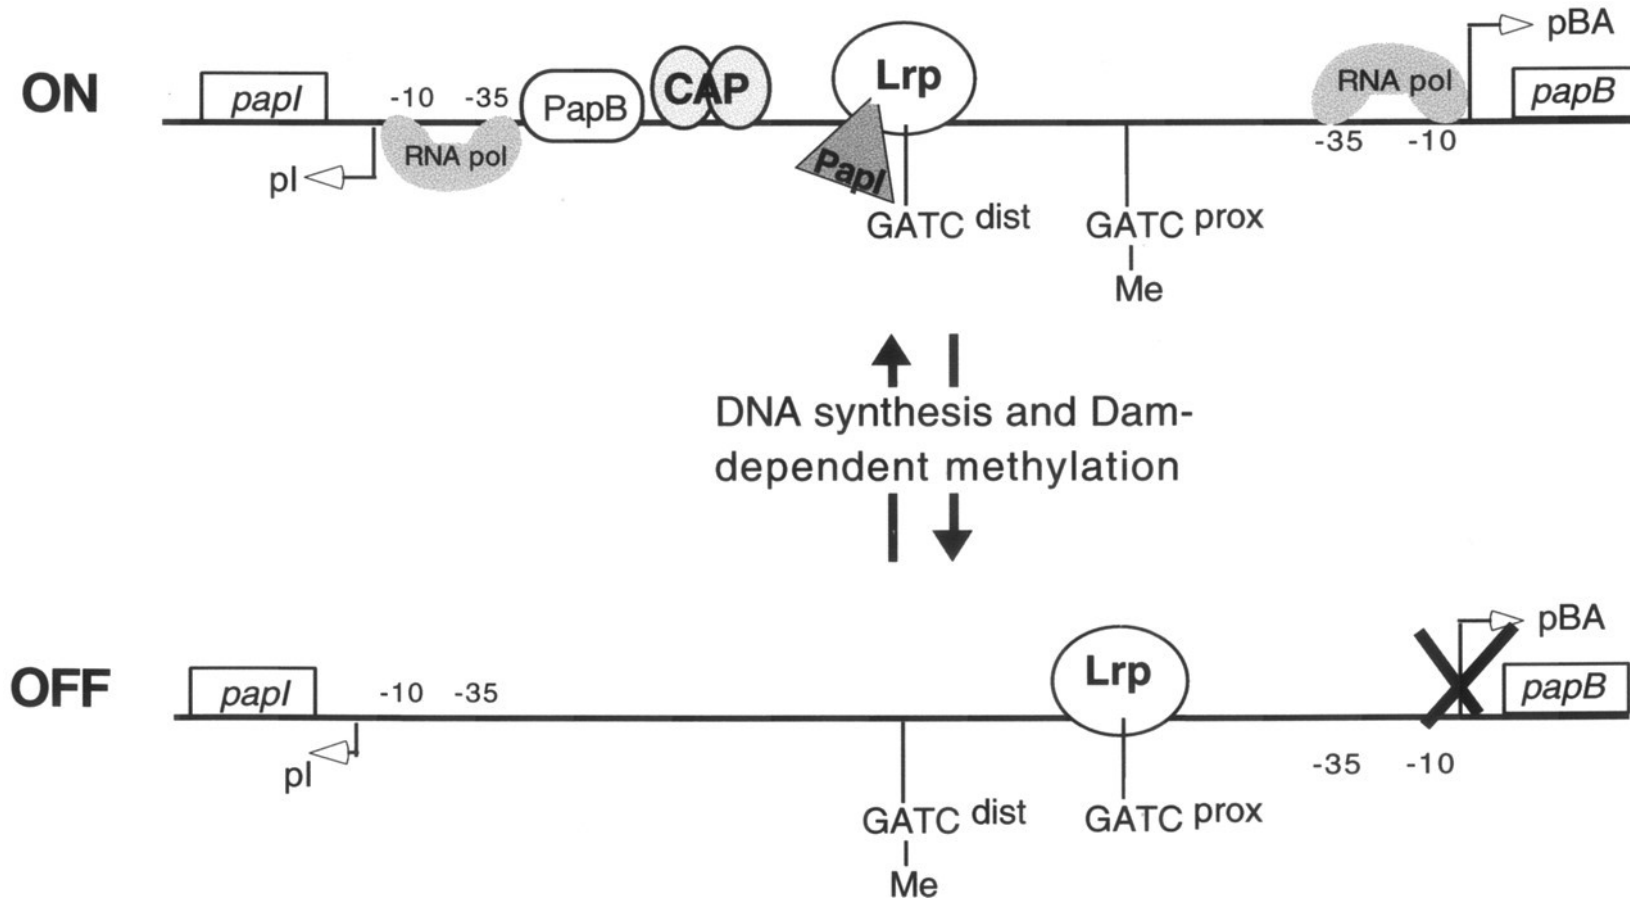 ON
papI
-10
-35
PapB
CAP
Lrp
RNA pol
pBA
papB
pI
RNA pol
PapI
-35
-10
GATC dist
GATC prox
Me
DNA synthesis and Dam-
dependent methylation
OFF
papI
-10
-35
Lrp
pBA
papB
pI
-35
-10
GATC dist
GATC prox
Me